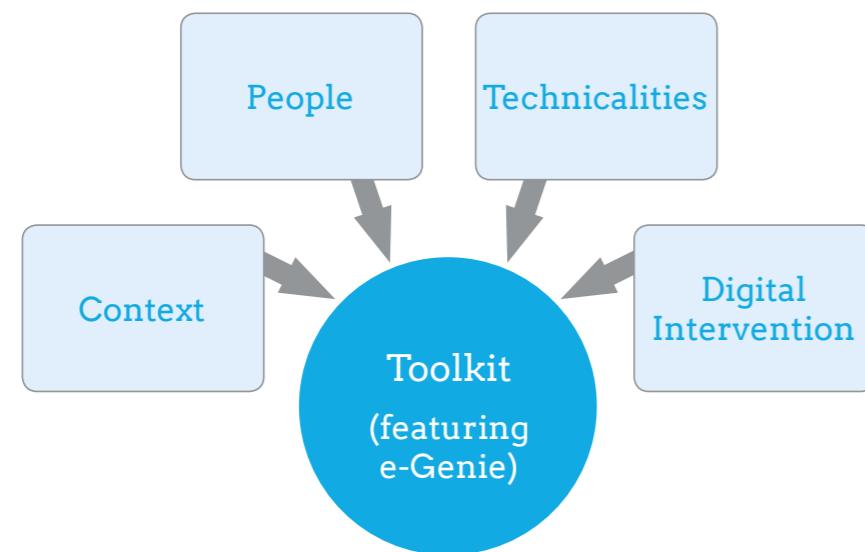 People
Technicalities
Context
Digital
Intervention
Toolkit
(featuring
e-Genie)